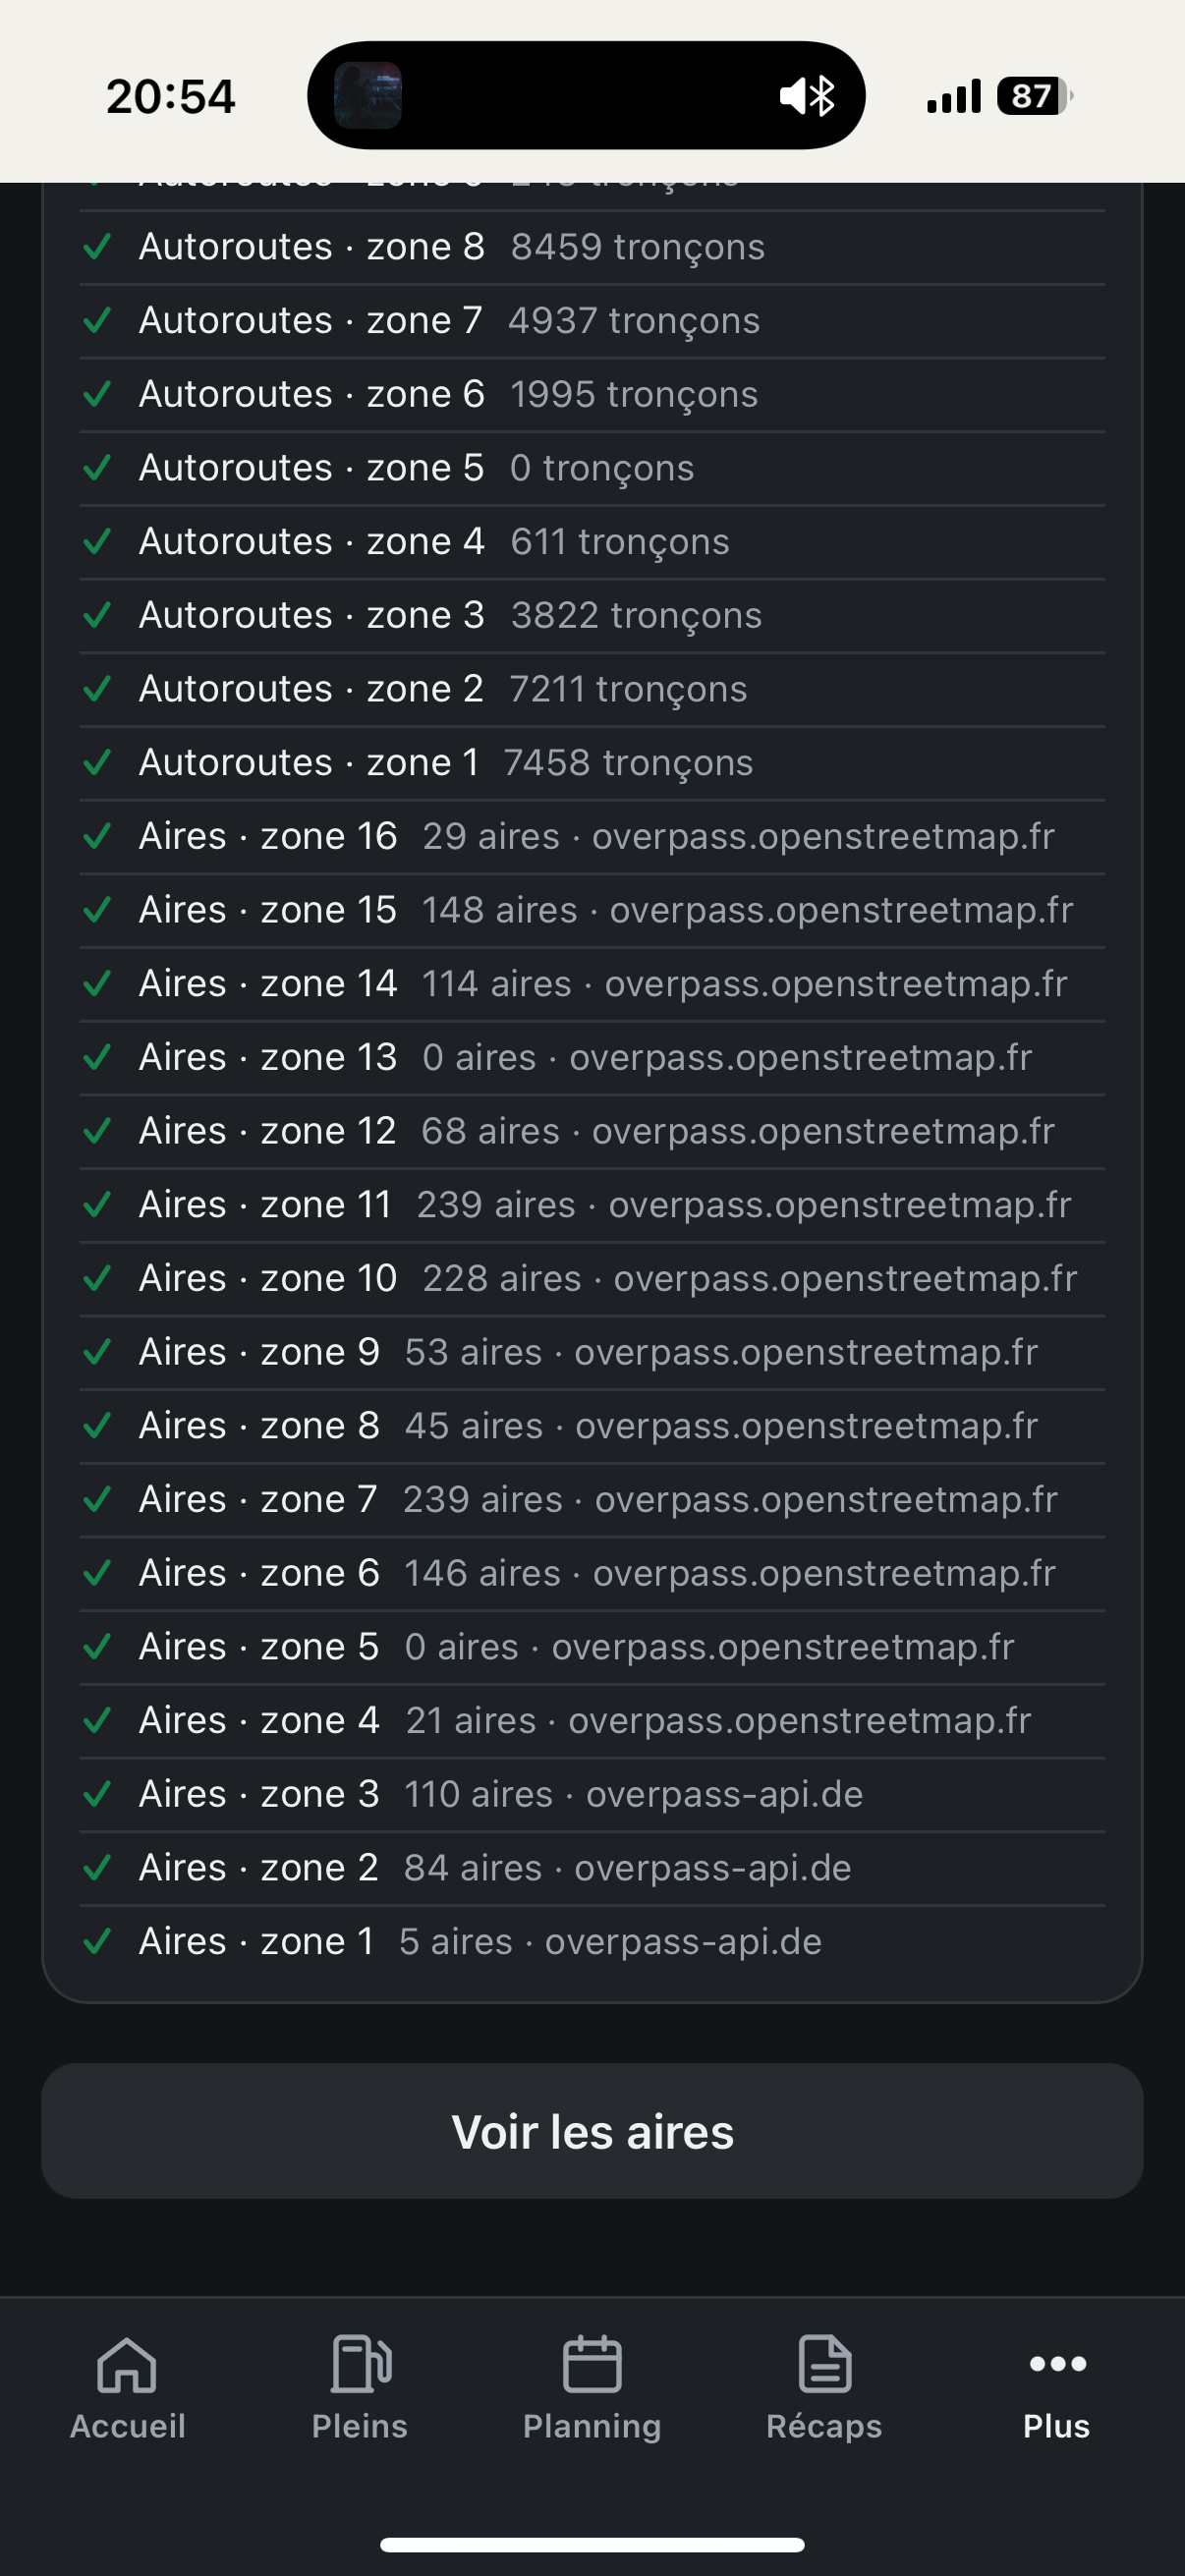 20:54
87
Autoroutes · zone 8 8459 tronçons
Autoroutes · zone 7 4937 tronçons
Autoroutes · zone 6 1995 tronçons
Autoroutes · zone 5 0 tronçons
Autoroutes · zone 4 611 tronçons
Autoroutes · zone 3 3822 tronçons
Autoroutes · zone 2 7211 tronçons
Autoroutes · zone 1 7458 tronçons
Aires · zone 16 29 aires · overpass.openstreetmap.fr
Aires · zone 15 148 aires · overpass.openstreetmap.fr
Aires · zone 14 114 aires · overpass.openstreetmap.fr
Aires · zone 13 0 aires · overpass.openstreetmap.fr
Aires · zone 12 68 aires · overpass.openstreetmap.fr
Aires · zone 11 239 aires · overpass.openstreetmap.fr
Aires · zone 10 228 aires · overpass.openstreetmap.fr
Aires · zone 9 53 aires · overpass.openstreetmap.fr
Aires · zone 8 45 aires · overpass.openstreetmap.fr
Aires · zone 7 239 aires · overpass.openstreetmap.fr
Aires · zone 6 146 aires · overpass.openstreetmap.fr
Aires · zone 5 0 aires · overpass.openstreetmap.fr
Aires · zone 4 21 aires · overpass.openstreetmap.fr
Aires · zone 3 110 aires · overpass-api.de
Aires · zone 2 84 aires · overpass-api.de
Aires · zone 1 5 aires · overpass-api.de
Voir les aires
Accueil Pleins Planning Récaps Plus